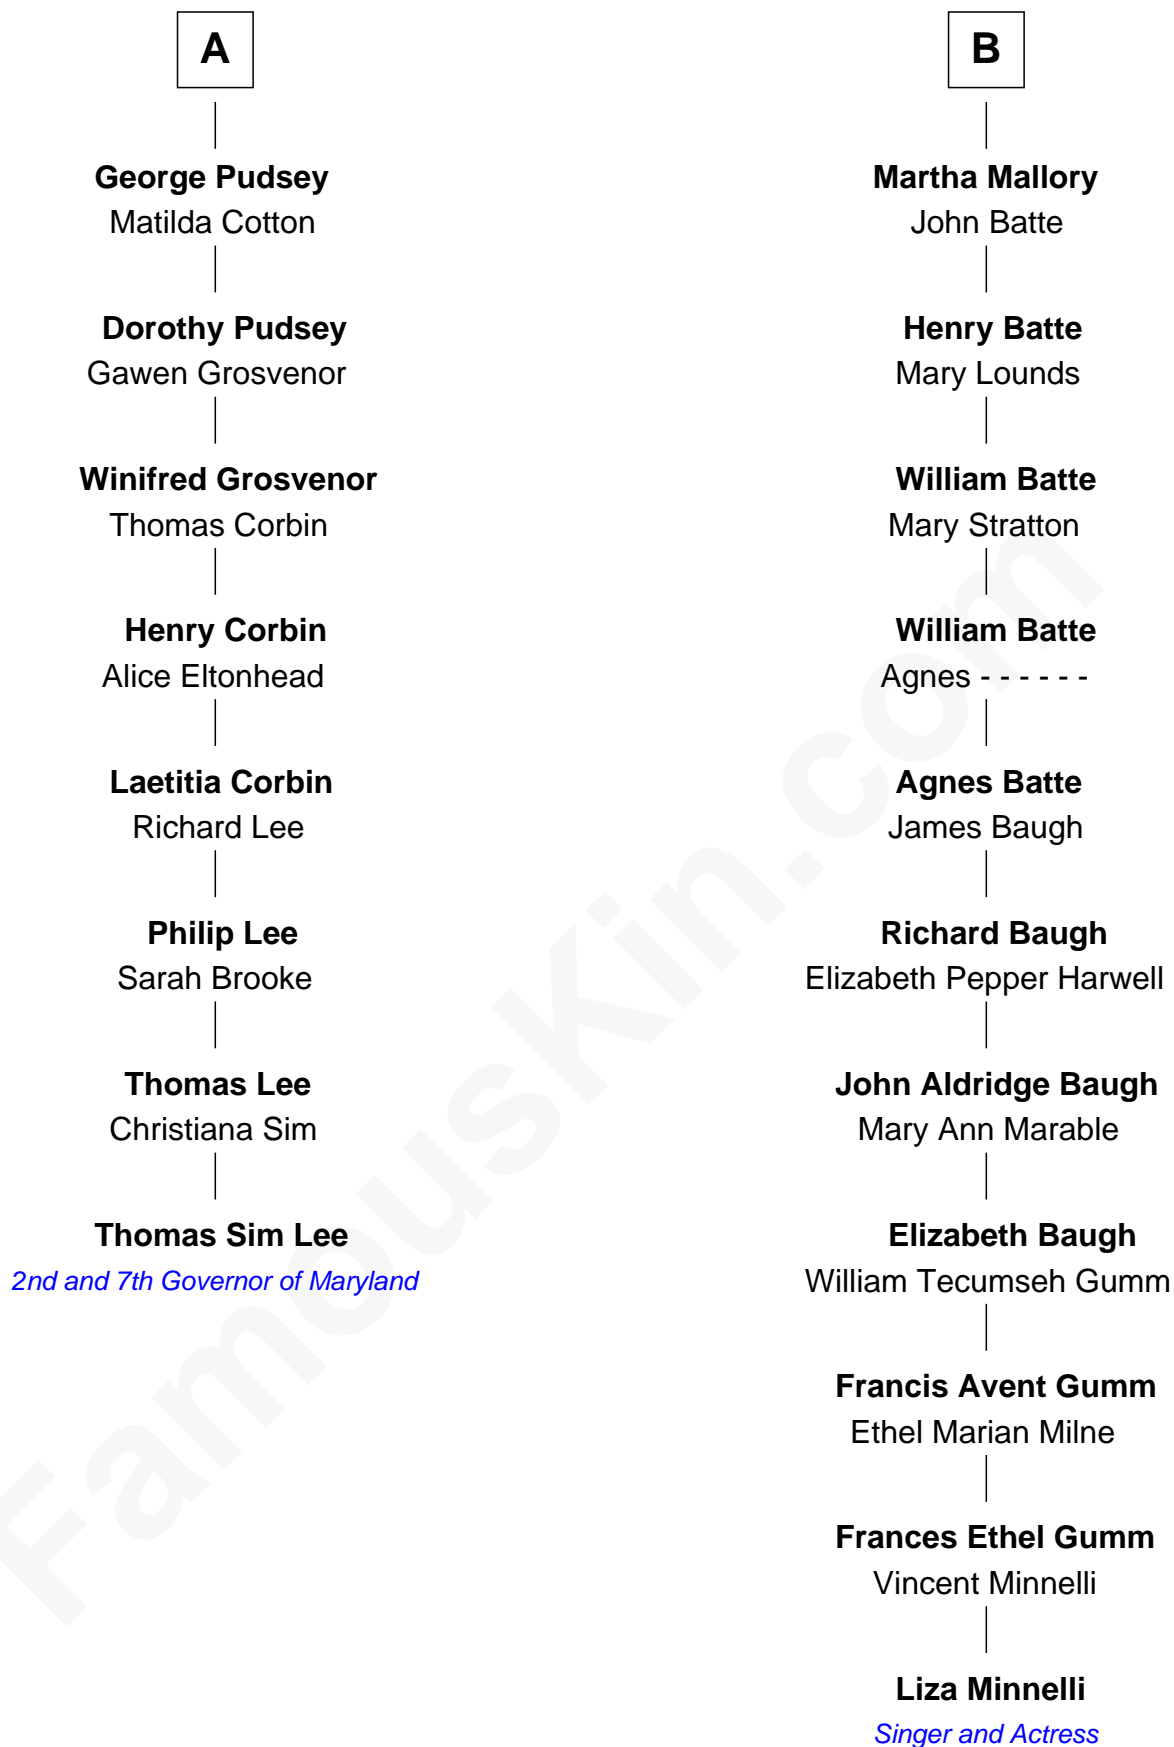 A
George Pudsey
Matilda Cotton
Dorothy Pudsey
Gawen Grosvenor
Winifred Grosvenor
Thomas Corbin
Henry Corbin
Alice Eltonhead
Laetitia Corbin
Richard Lee
Philip Lee
Sarah Brooke
Thomas Lee
Christiana Sim
Thomas Sim Lee
2nd and 7th Governor of Maryland
B
Martha Mallory
John Batte
Henry Batte
Mary Lounds
William Batte
Mary Stratton
William Batte
Agnes - - - - - -
Agnes Batte
James Baugh
Richard Baugh
Elizabeth Pepper Harwell
John Aldridge Baugh
Mary Ann Marable
Elizabeth Baugh
William Tecumseh Gumm
Francis Avent Gumm
Ethel Marian Milne
Frances Ethel Gumm
Vincent Minnelli
Liza Minnelli
Singer and Actress
FamousKin.com